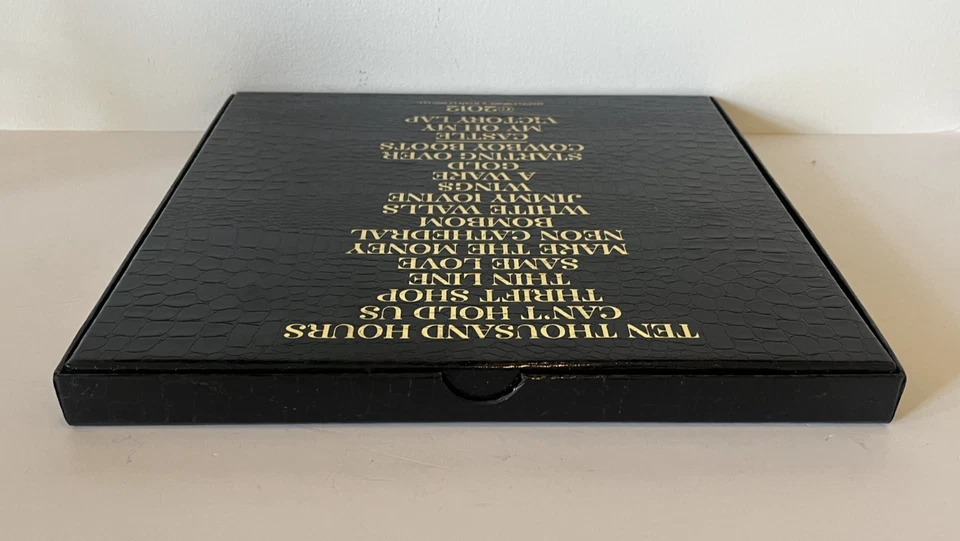 TEN THOUSAND HOURS
CAN'T HOLD US
THRIFT SHOP
THIN LINE
SAME LOVE
MAKE THE MONEY
NEON CATHEDRAL
BOMBOM
WHITE WALLS
JIMMY IOVINE
WINGS
A WAKE
GOLD
STARTING OVER
COWBOY BOOTS
CASTLE
MY OH MY
VICTORY LAP
©2012